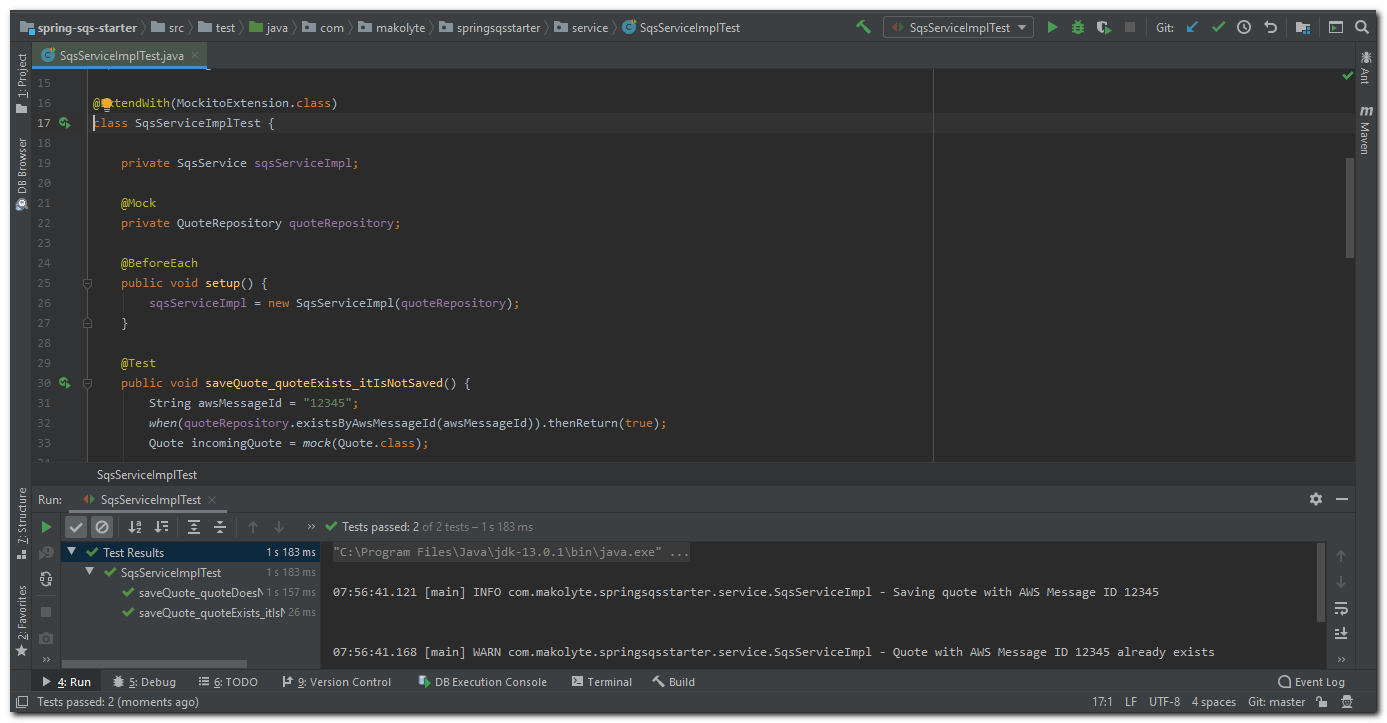 spring-sqs-starter src test java com makolyte springsqsstarter service SqsServiceImplTest SqsServiceImplTest Git:
SqsServiceImplTest.java
1: Project
DB Browser
7: Structure
2: Favorites
Ant
Maven
15
16 @ExtendWith(MockitoExtension.class)
17 class SqsServiceImplTest {
18
19 private SqsService sqsServiceImpl;
20
21 @Mock
22 private QuoteRepository quoteRepository;
23
24 @BeforeEach
25 public void setup() {
26 sqsServiceImpl = new SqsServiceImpl(quoteRepository);
27 }
28
29 @Test
30 public void saveQuote_quoteExists_itIsNotSaved() {
31 String awsMessageId = "12345";
32 when(quoteRepository.existsByAwsMessageId(awsMessageId)).thenReturn(true);
33 Quote incomingQuote = mock(Quote.class);
SqsServiceImplTest
Run: SqsServiceImplTest
Tests passed: 2 of 2 tests – 1 s 183 ms
Test Results 1 s 183 ms
SqsServiceImplTest 1 s 183 ms
saveQuote_quoteDoesN 1 s 157 ms
saveQuote_quoteExists_itIsN 26 ms
"C:\Program Files\Java\jdk-13.0.1\bin\java.exe" ...
07:56:41.121 [main] INFO com.makolyte.springsqsstarter.service.SqsServiceImpl - Saving quote with AWS Message ID 12345
07:56:41.168 [main] WARN com.makolyte.springsqsstarter.service.SqsServiceImpl - Quote with AWS Message ID 12345 already exists
4: Run 5: Debug 6: TODO 9: Version Control DB Execution Console Terminal Build Event Log
Tests passed: 2 (moments ago) 17:1 LF UTF-8 4 spaces Git: master